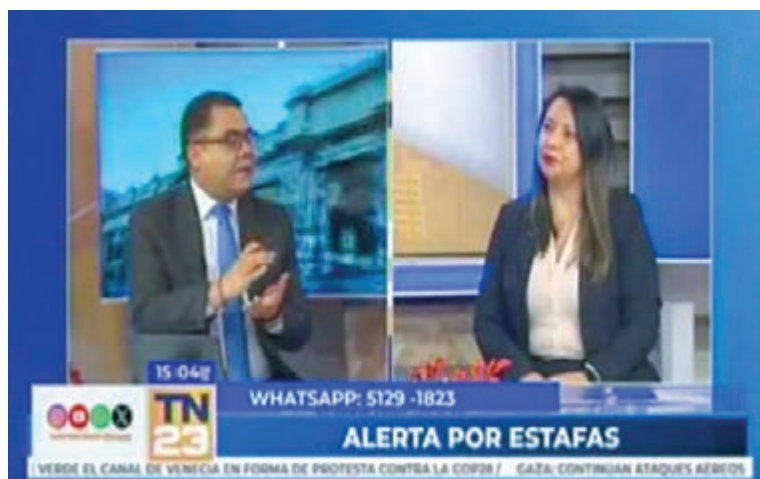 15:04
WHATSAPP: 5129 -1823
TN
23
ALERTA POR ESTAFAS
VERDE EL CANAL DE VENECIA EN FORMA DE PROTESTA CONTRA LA COP28 / GAZA: CONTINÚAN ATAQUES AÉREOS